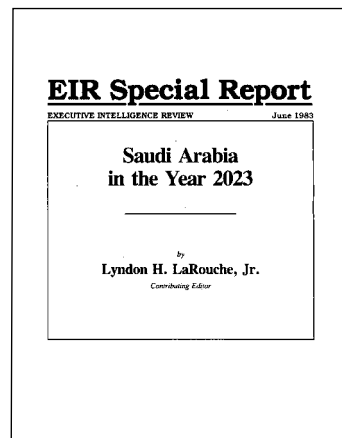 EIR Special Report
EXECUTIVE INTELLIGENCE REVIEW June 1983
Saudi Arabia
in the Year 2023
by
Lyndon H. LaRouche, Jr.
Contributing Editor